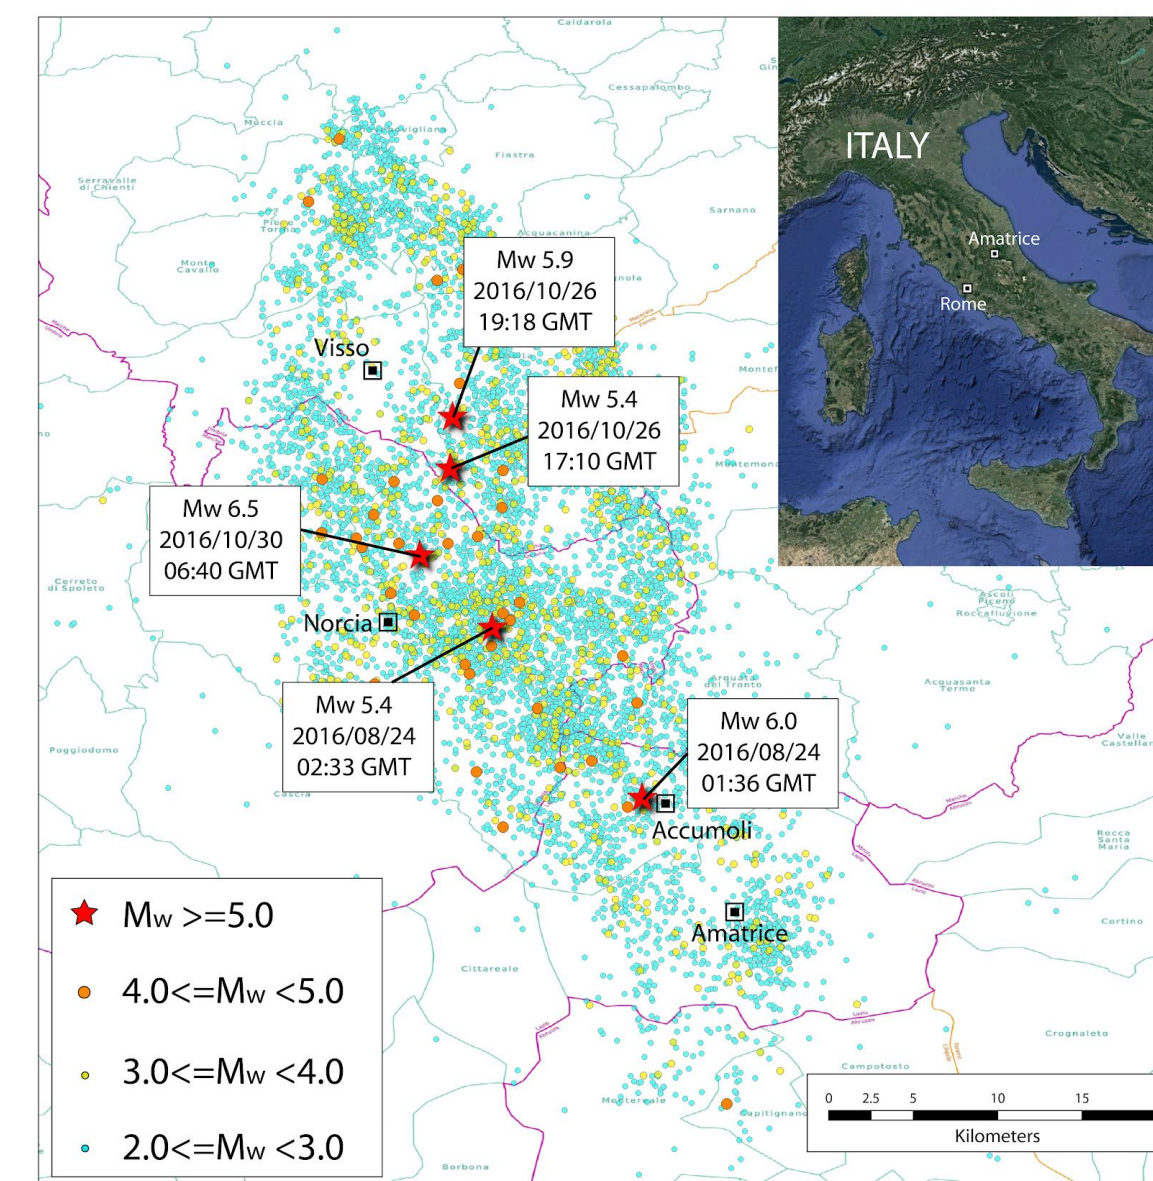 Caldarola
Cessapalombo
Muccia
Fiastra
Serravalle
di Chienti
Sarnano
Acquacanina
Monte
Cavallo
ITALY
Amatrice
Rome
Mw 5.9
2016/10/26
19:18 GMT
Visso
Mw 5.4
2016/10/26
17:10 GMT
Mw 6.5
2016/10/30
06:40 GMT
Cerreto
di Spoleto
Ascoli
Piceno
Roccafluvione
Norcia
Arquata
del Tronto
Acquasanta
Terme
Mw 5.4
2016/08/24
02:33 GMT
Mw 6.0
2016/08/24
01:36 GMT
Poggiodomo
Valle
Castellan
Cascia
Accumoli
Rocca
Santa
Maria
Amatrice
Cortino
Cittareale
Crognaleto
Campotosto
Montereale
Capitignano
Borbona
Mw >=5.0
4.0<=Mw <5.0
3.0<=Mw <4.0
2.0<=Mw <3.0
0 2.5 5 10 15
Kilometers